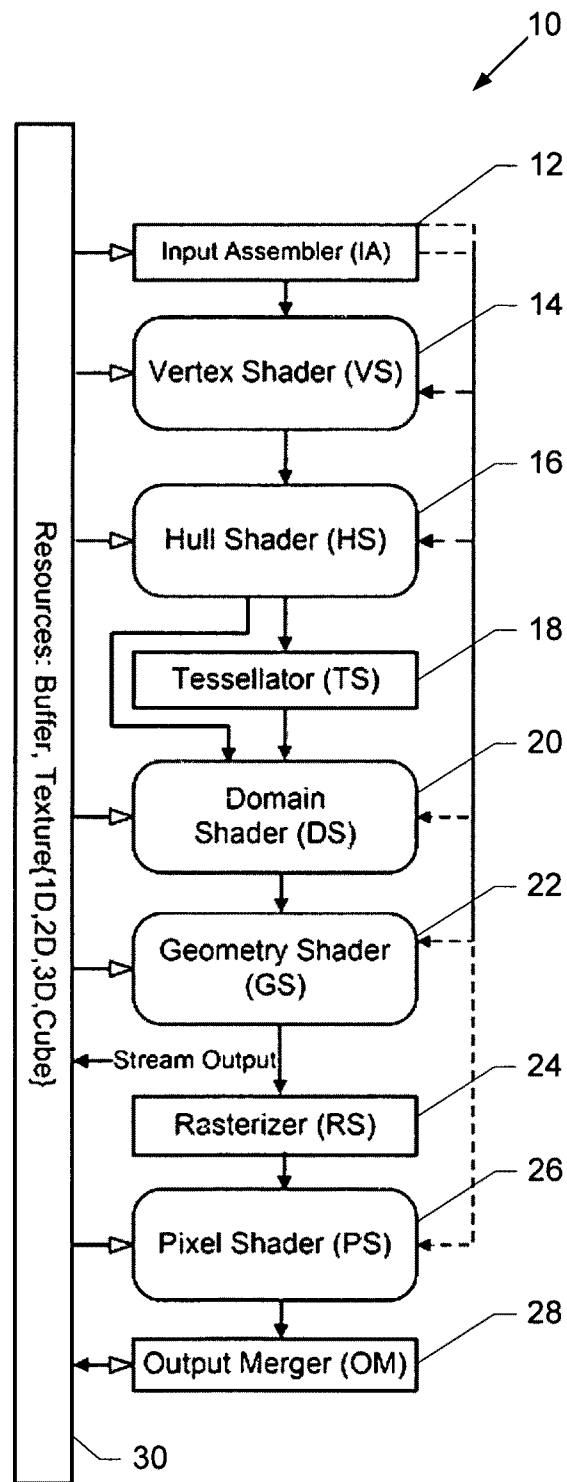 10
12
Input Assembler (IA)
14
Vertex Shader (VS)
16
Hull Shader (HS)
18
Tessellator (TS)
20
Domain
Shader (DS)
22
Geometry Shader
(GS)
Stream Output
24
Rasterizer (RS)
26
Pixel Shader (PS)
28
Output Merger (OM)
Resources: Buffer, Texture{1D,2D,3D,Cube}
30